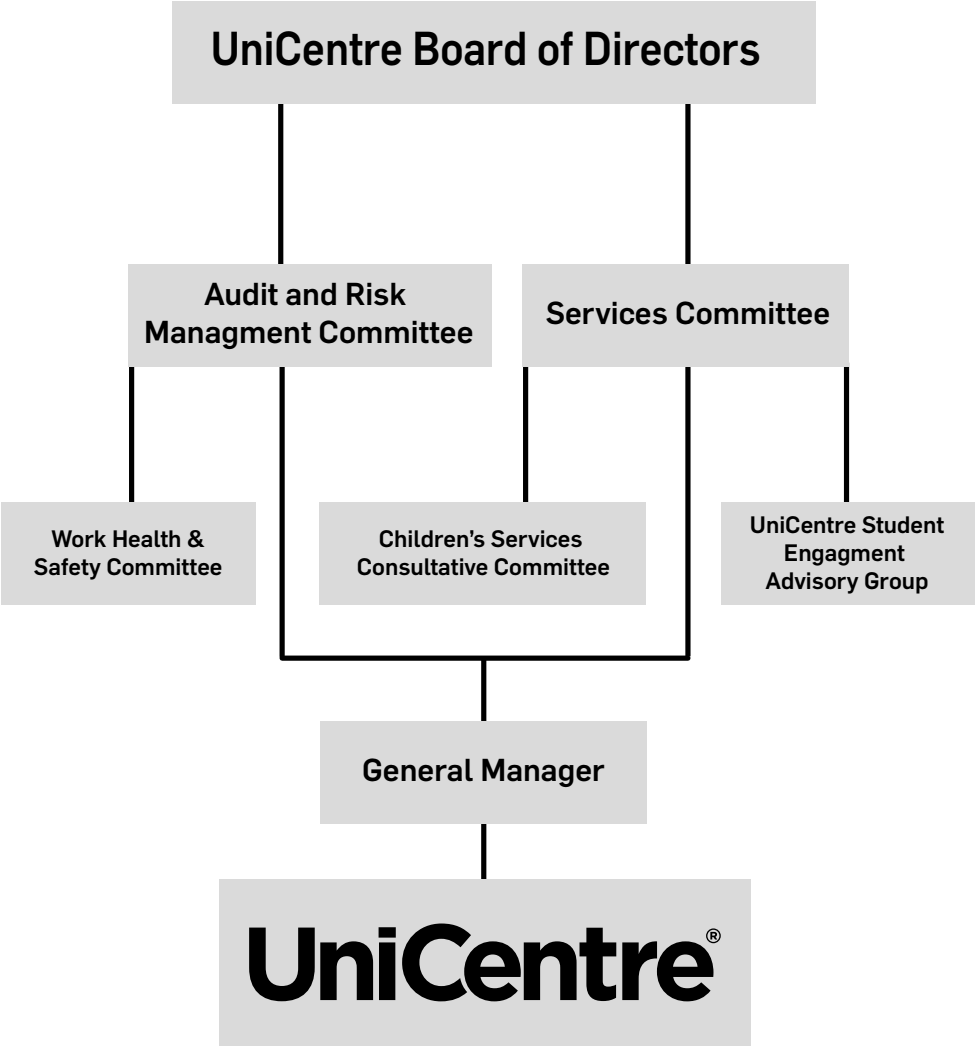 UniCentre Board of Directors
Audit and Risk
Managment Committee
Services Committee
Work Health &
Safety Committee
Children’s Services
Consultative Committee
UniCentre Student
Engagment
Advisory Group
General Manager
UniCentre®